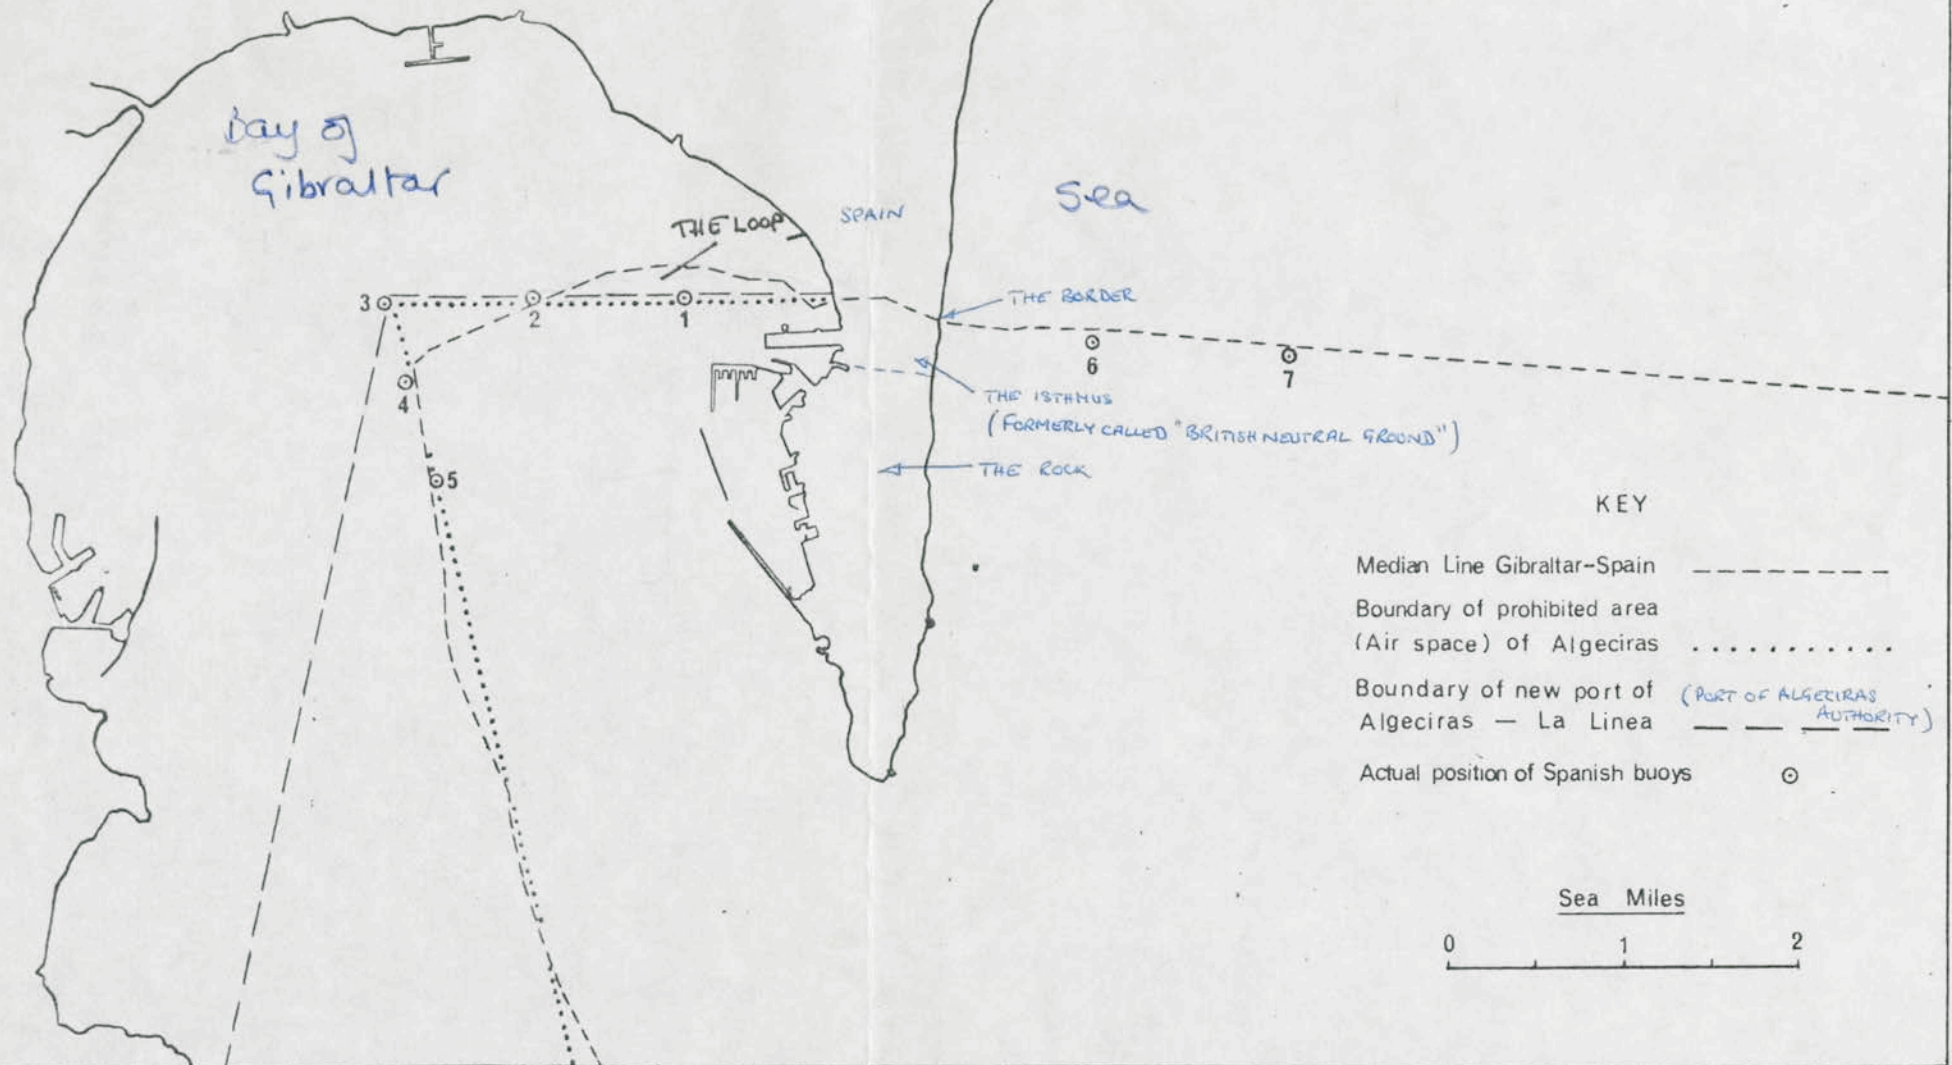 Bay of
Gibraltar
THE LOOP
SPAIN
Sea
3
2
1
THE BORDER
4
6
7
5
THE ISTHMUS
(FORMERLY CALLED "BRITISH NEUTRAL GROUND")
THE ROCK
KEY
Median Line Gibraltar-Spain
Boundary of prohibited area
(Air space) of Algeciras
Boundary of new port of (PORT OF ALGECIRAS
Algeciras — La Linea AUTHORITY)
Actual position of Spanish buoys
Sea Miles
0 1 2